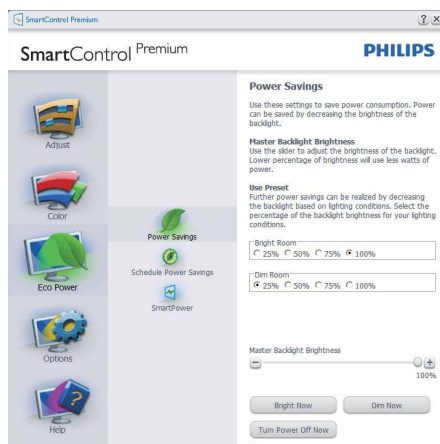 SmartControl Premium
SmartControl Premium
PHILIPS
Adjust
Color
Eco Power
Options
Help
Power Savings
Schedule Power Savings
SmartPower
Power Savings
Use these settings to save power consumption. Power
can be saved by decreasing the brightness of the
backlight.
Master Backlight Brightness
Use the slider to adjust the brightness of the backlight.
Lower percentage of brightness will use less watts of
power.
Use Preset
Further power savings can be realized by decreasing
the backlight based on lighting conditions. Select the
percentage of the backlight brightness for your lighting
conditions.
Bright Room
25% 50% 75% 100%
Dim Room
25% 50% 75% 100%
Master Backlight Brightness
100%
Bright Now Dim Now
Turn Power Off Now